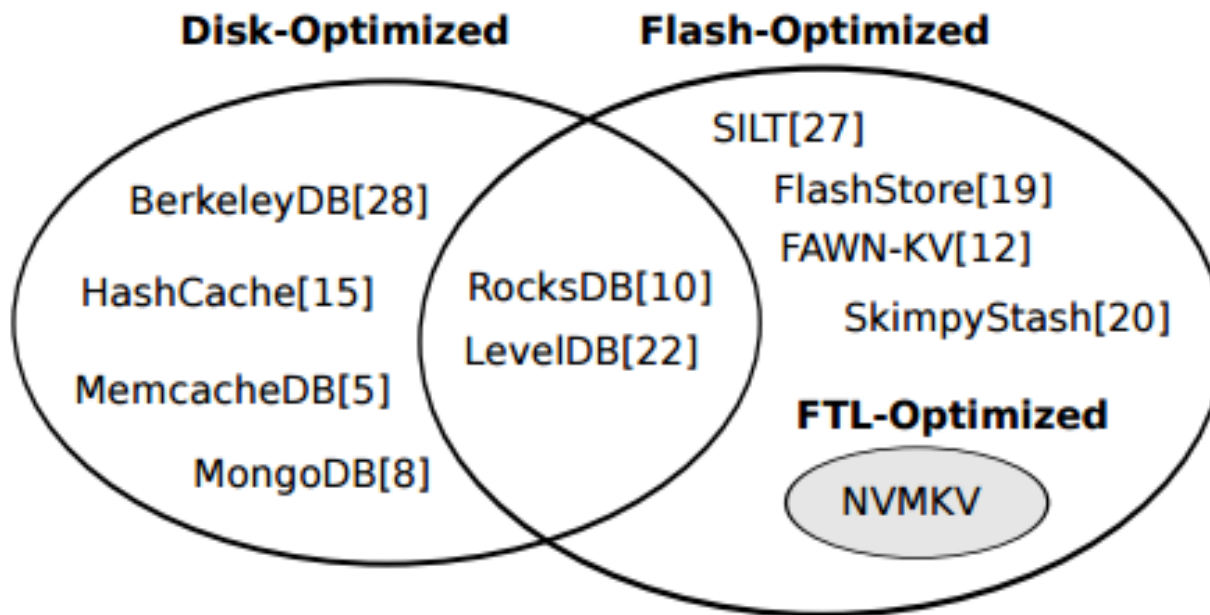 Disk-Optimized
Flash-Optimized
SILT[27]
BerkeleyDB[28]
FlashStore[19]
FAWN-KV[12]
HashCache[15]
RocksDB[10]
SkimpyStash[20]
LevelDB[22]
MemcacheDB[5]
FTL-Optimized
MongoDB[8]
NVMKV